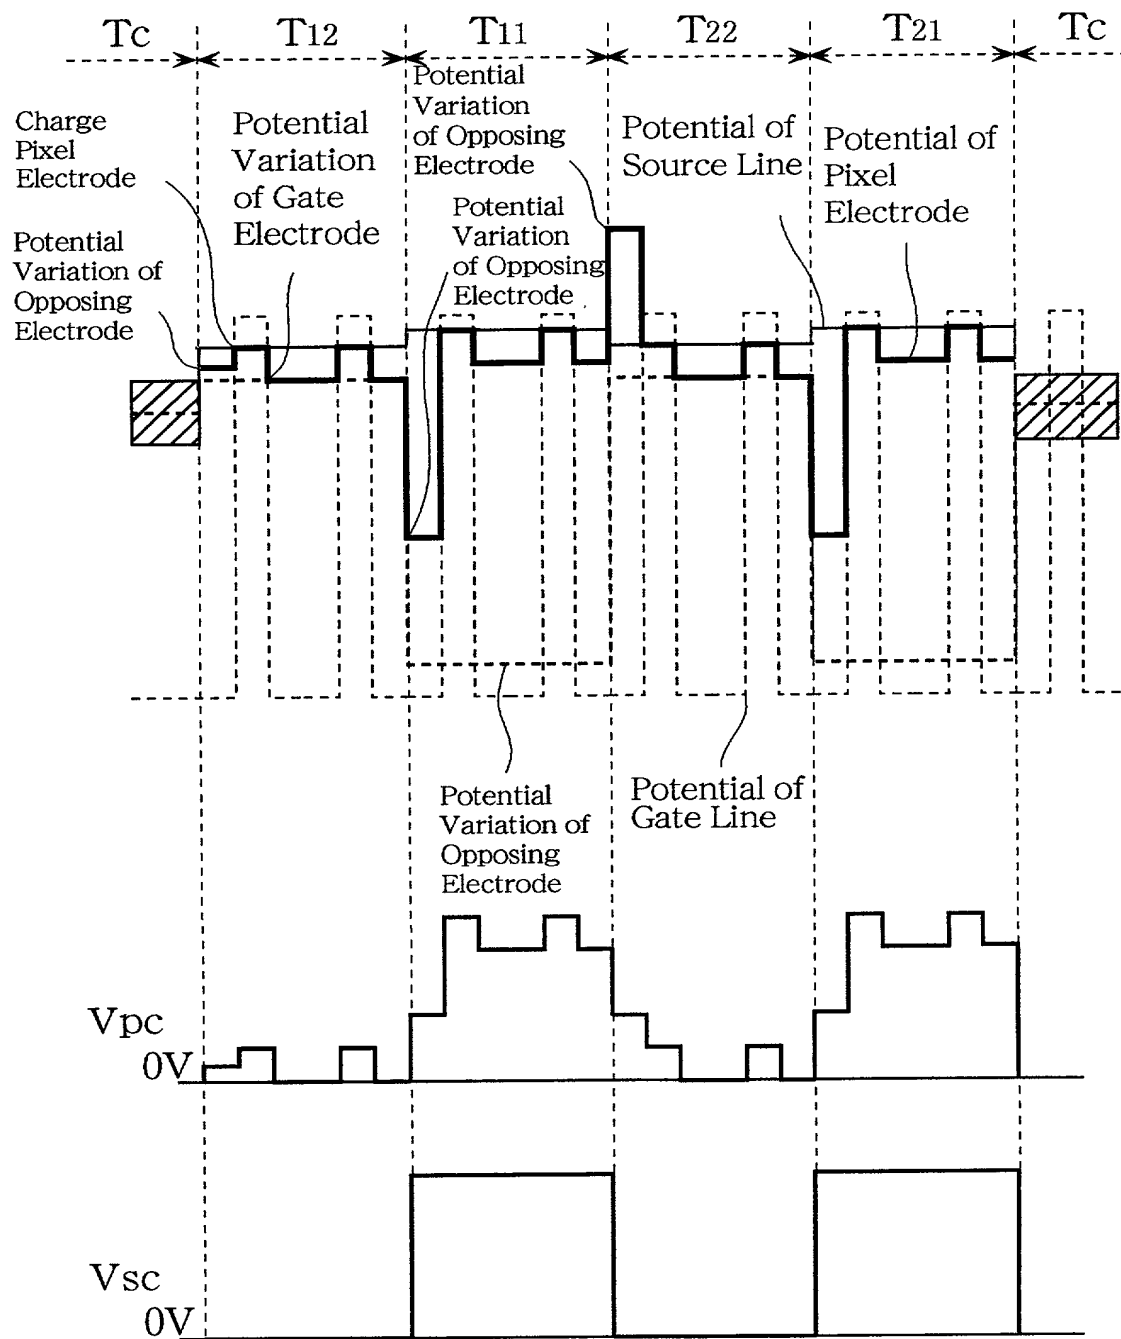 Tc T12 T11 T22 T21 Tc
Charge
Pixel
Electrode
Potential
Variation of
Opposing
Electrode
Potential
Variation
of Gate
Electrode
Potential
Variation
of Opposing
Electrode
Potential
Variation
of Opposing
Electrode
Potential of
Source Line
Potential of
Pixel
Electrode
Potential
Variation of
Opposing
Electrode
Potential of
Gate Line
Vpc
0V
Vsc
0V